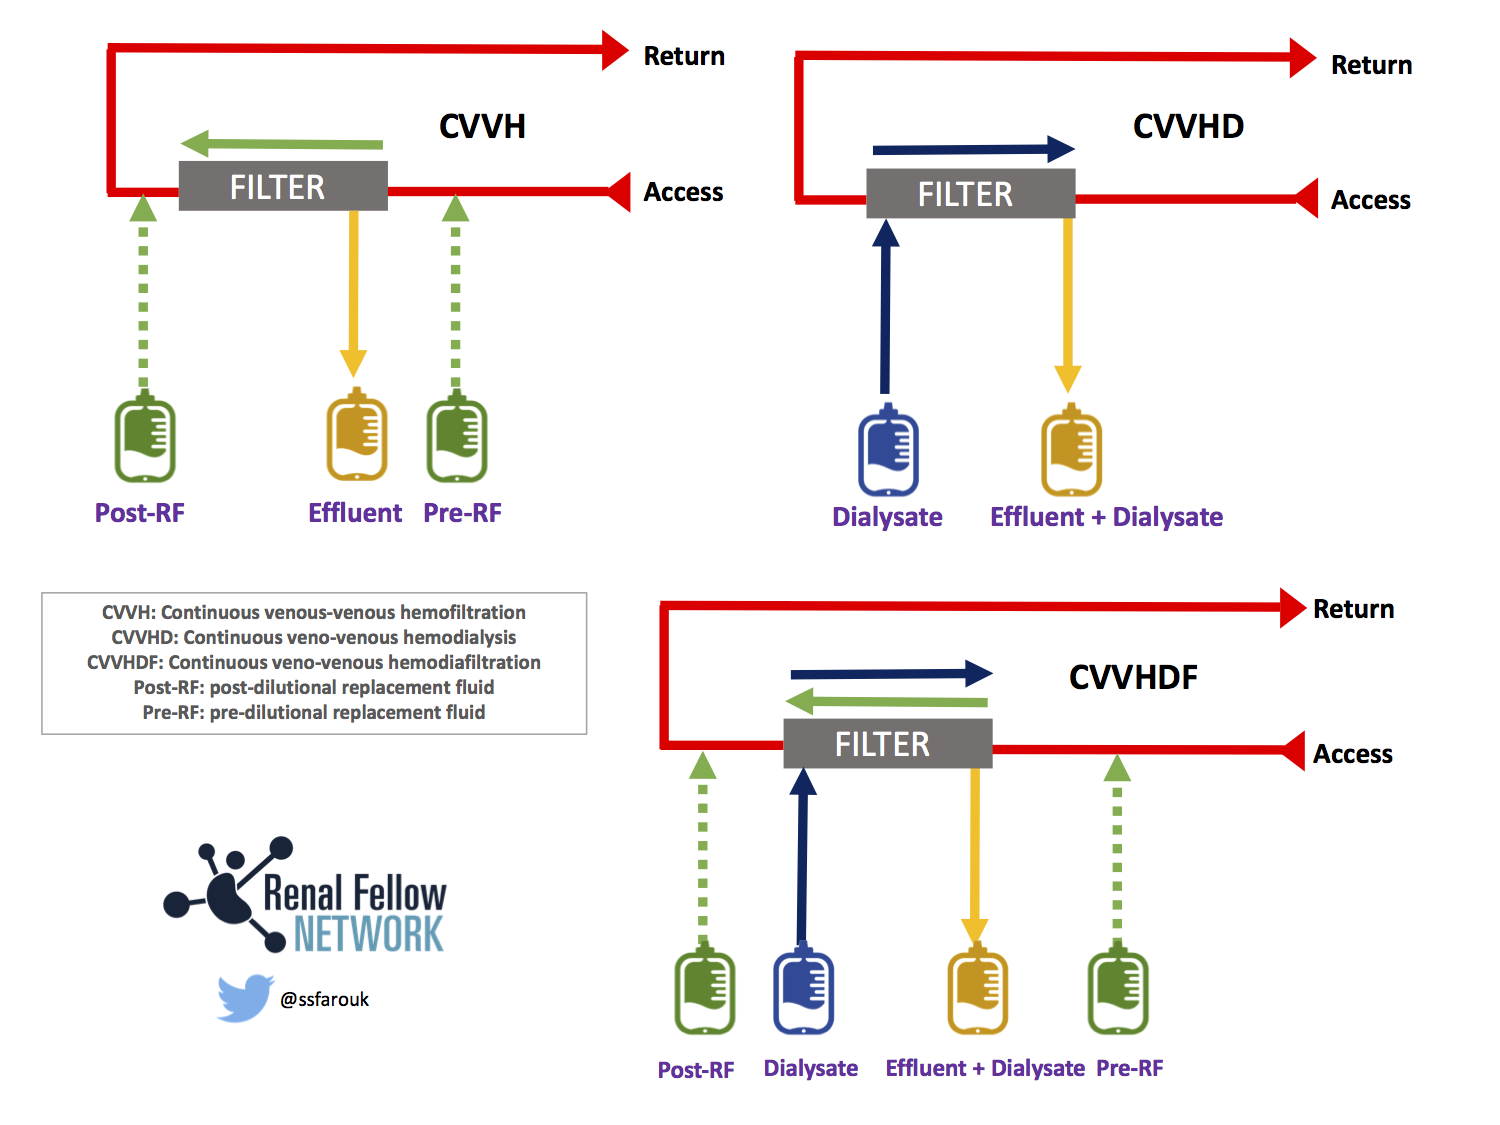 Return
CVVH
FILTER
Access
Post-RF
Effluent
Pre-RF
Return
CVVHD
FILTER
Access
Dialysate
Effluent + Dialysate
CVVH: Continuous venous-venous hemofiltration
CVVHD: Continuous veno-venous hemodialysis
CVVHDF: Continuous veno-venous hemodiafiltration
Post-RF: post-dilutional replacement fluid
Pre-RF: pre-dilutional replacement fluid
Return
CVVHDF
FILTER
Access
Post-RF
Dialysate
Effluent + Dialysate
Pre-RF
Renal Fellow
NETWORK
@ssfarouk